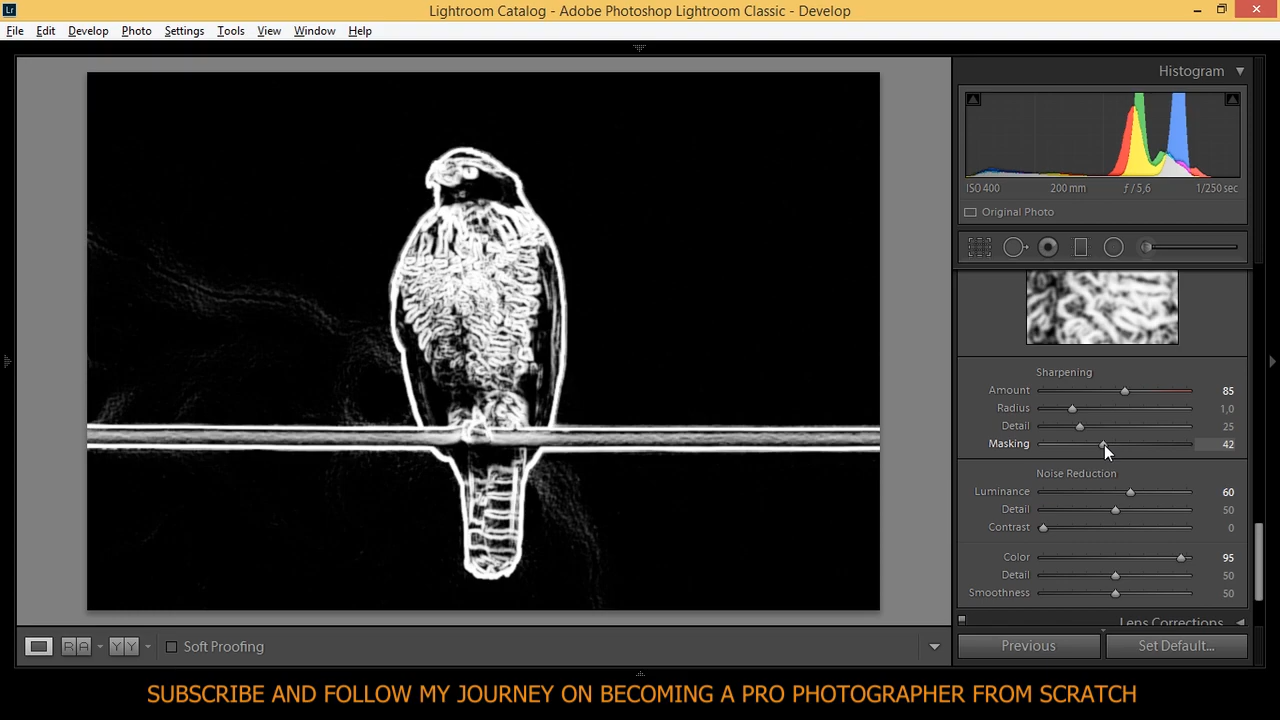 Lr Lightroom Catalog - Adobe Photoshop Lightroom Classic - Develop
File Edit Develop Photo Settings Tools View Window Help
Histogram
ISO 400 200 mm ƒ / 5,6 1/250 sec
Original Photo
Sharpening
Amount 85
Radius 1,0
Detail 25
Masking 42
Noise Reduction
Luminance 60
Detail 50
Contrast 0
Color 95
Detail 50
Smoothness 50
Lens Corrections
R A Y Y Soft Proofing
Previous Set Default...
SUBSCRIBE AND FOLLOW MY JOURNEY ON BECOMING A PRO PHOTOGRAPHER FROM SCRATCH